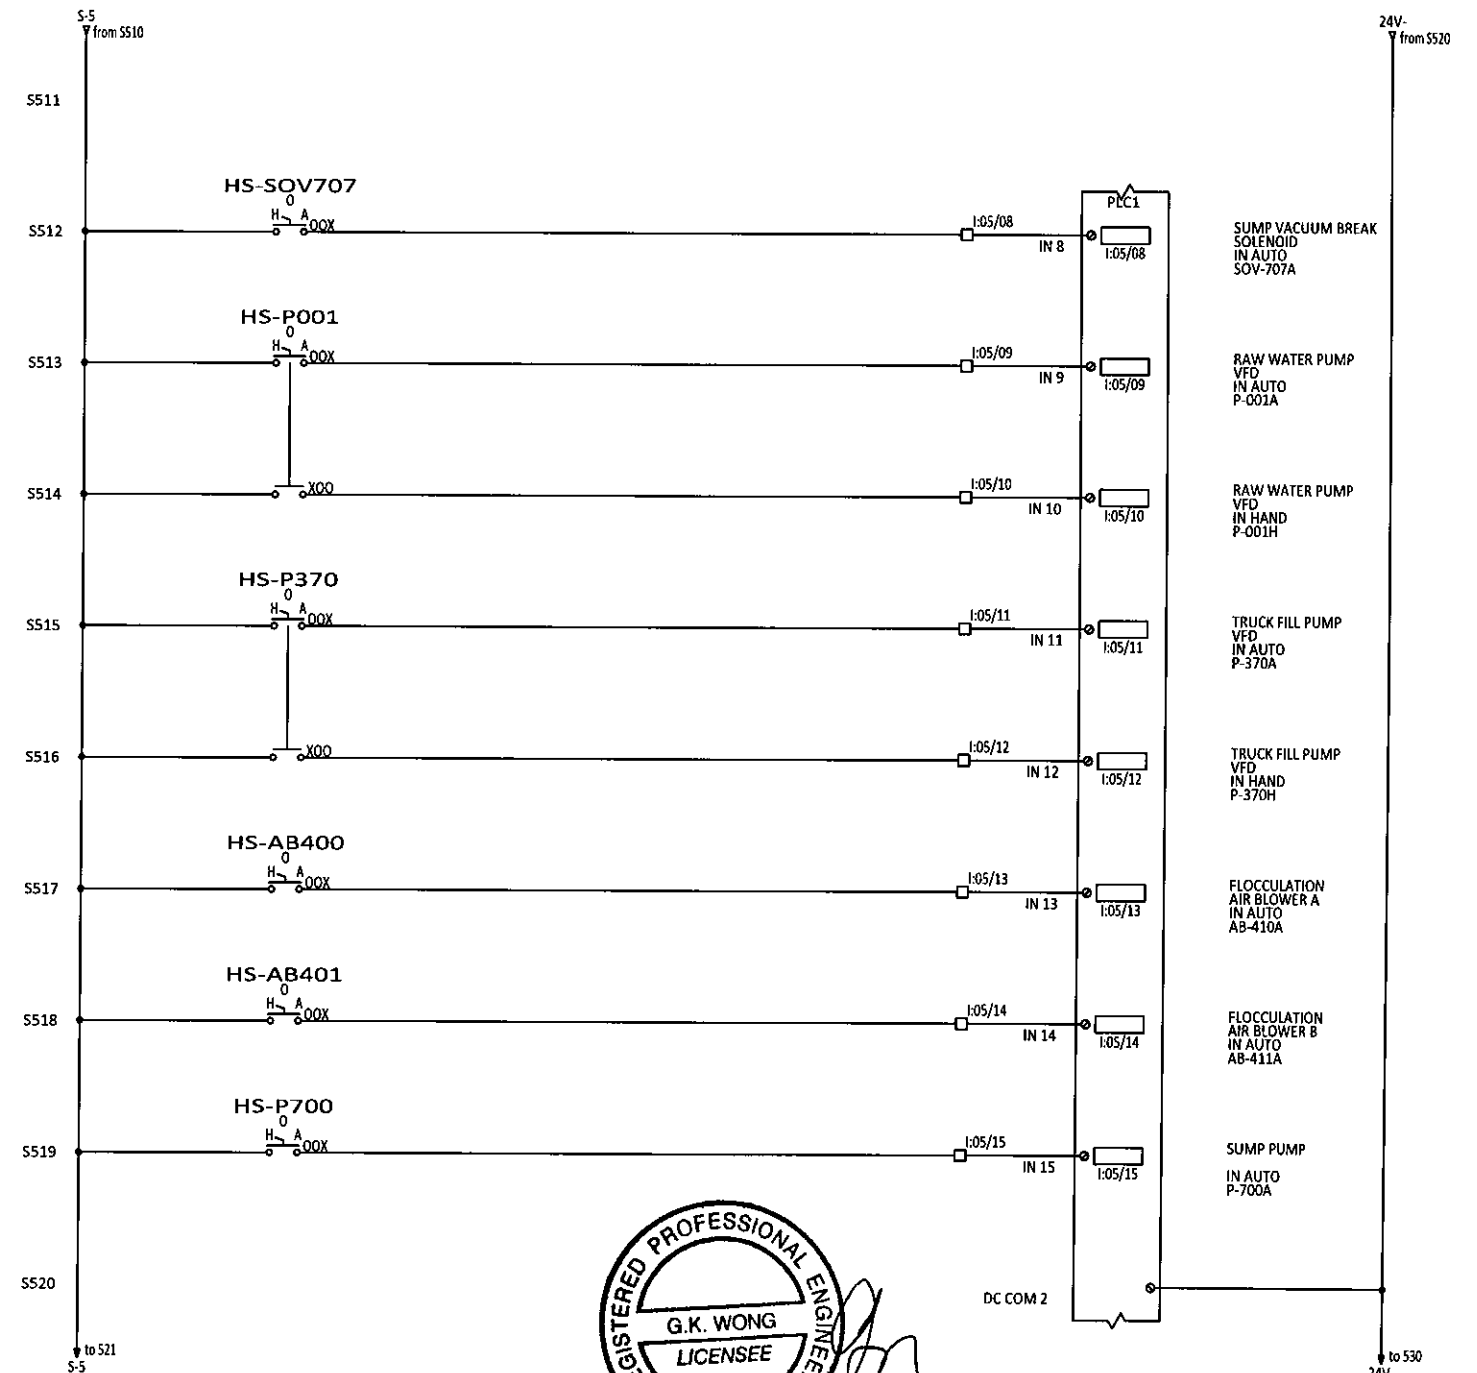 S-5
from S510
24V-
from S520
S511
HS-SOV707
O
H A
OOX
S512
I:05/08
IN 8
PLC1
I:05/08
SUMP VACUUM BREAK
SOLENOID
IN AUTO
SOV-707A
HS-P001
O
H A
OOX
S513
I:05/09
IN 9
I:05/09
RAW WATER PUMP
VFD
IN AUTO
P-001A
S514
XOO
I:05/10
IN 10
I:05/10
RAW WATER PUMP
VFD
IN HAND
P-001H
HS-P370
O
H A
OOX
S515
I:05/11
IN 11
I:05/11
TRUCK FILL PUMP
VFD
IN AUTO
P-370A
S516
XOO
I:05/12
IN 12
I:05/12
TRUCK FILL PUMP
VFD
IN HAND
P-370H
HS-AB400
O
H A
OOX
S517
I:05/13
IN 13
I:05/13
FLOCCULATION
AIR BLOWER A
IN AUTO
AB-410A
HS-AB401
O
H A
OOX
S518
I:05/14
IN 14
I:05/14
FLOCCULATION
AIR BLOWER B
IN AUTO
AB-411A
HS-P700
O
H A
OOX
S519
I:05/15
IN 15
I:05/15
SUMP PUMP
IN AUTO
P-700A
S520
DC COM 2
PROFESSIONAL
G.K. WONG
LICENSEE
to 521
S-5
to 530
24V-